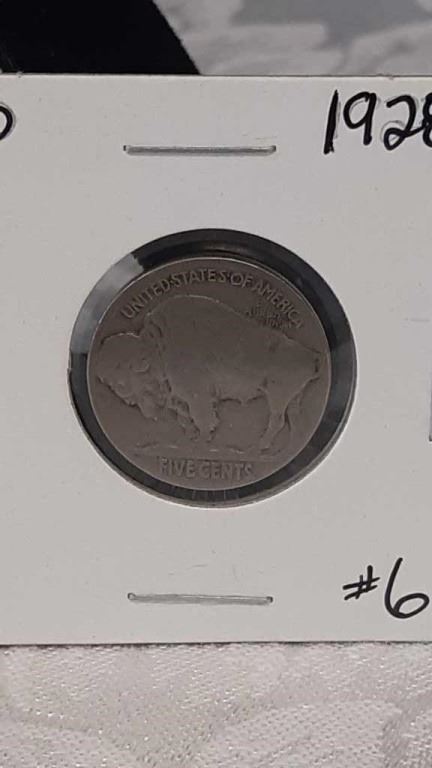 1928
UNITED STATES OF AMERICA
E PLURIBUS UNUM
FIVE CENTS
#6